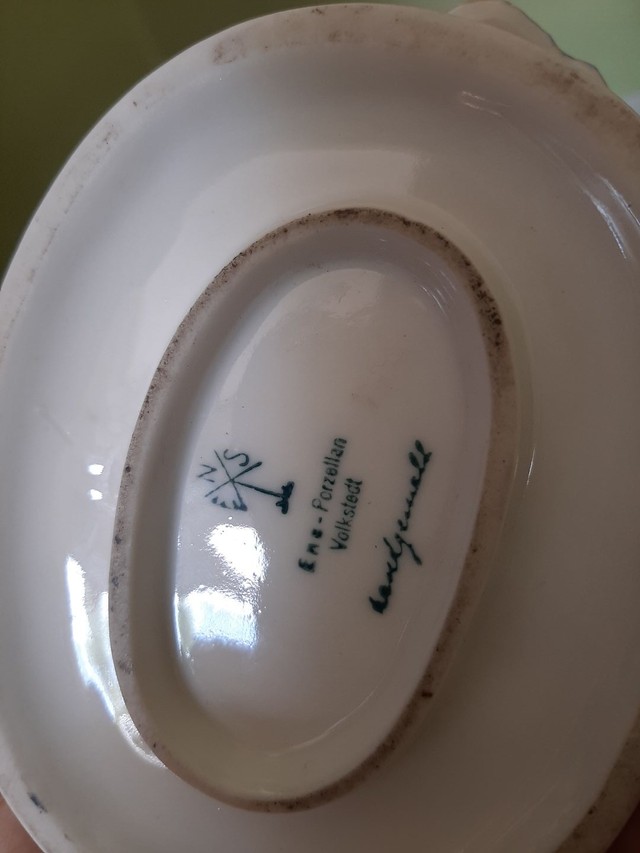 E N S
Ens-Porzellan
Volkstedt
handgemalt